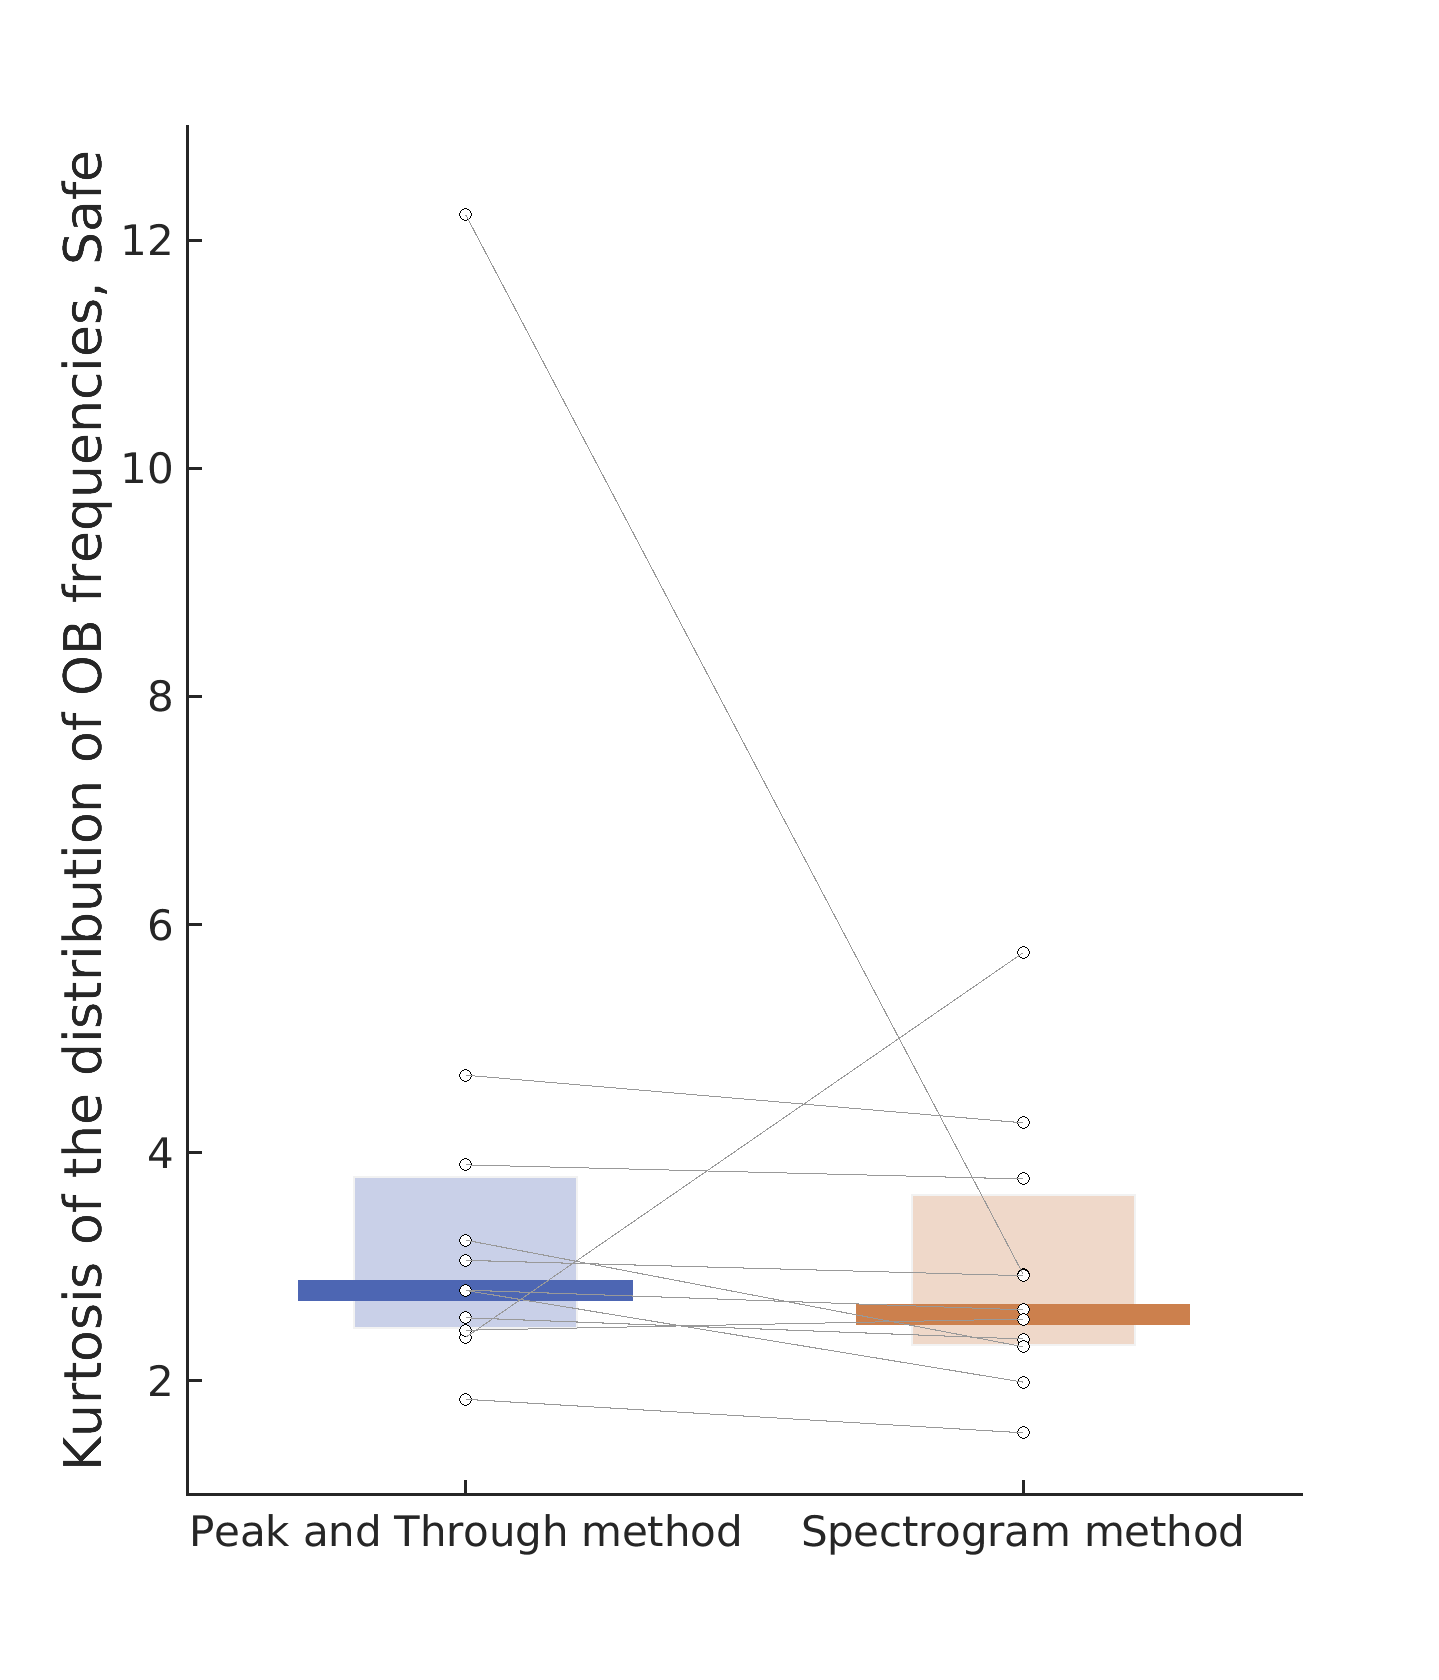 Kurtosis of the distribution of OB frequencies, Safe
12
10
8
6
4
2
Peak and Through method
Spectrogram method